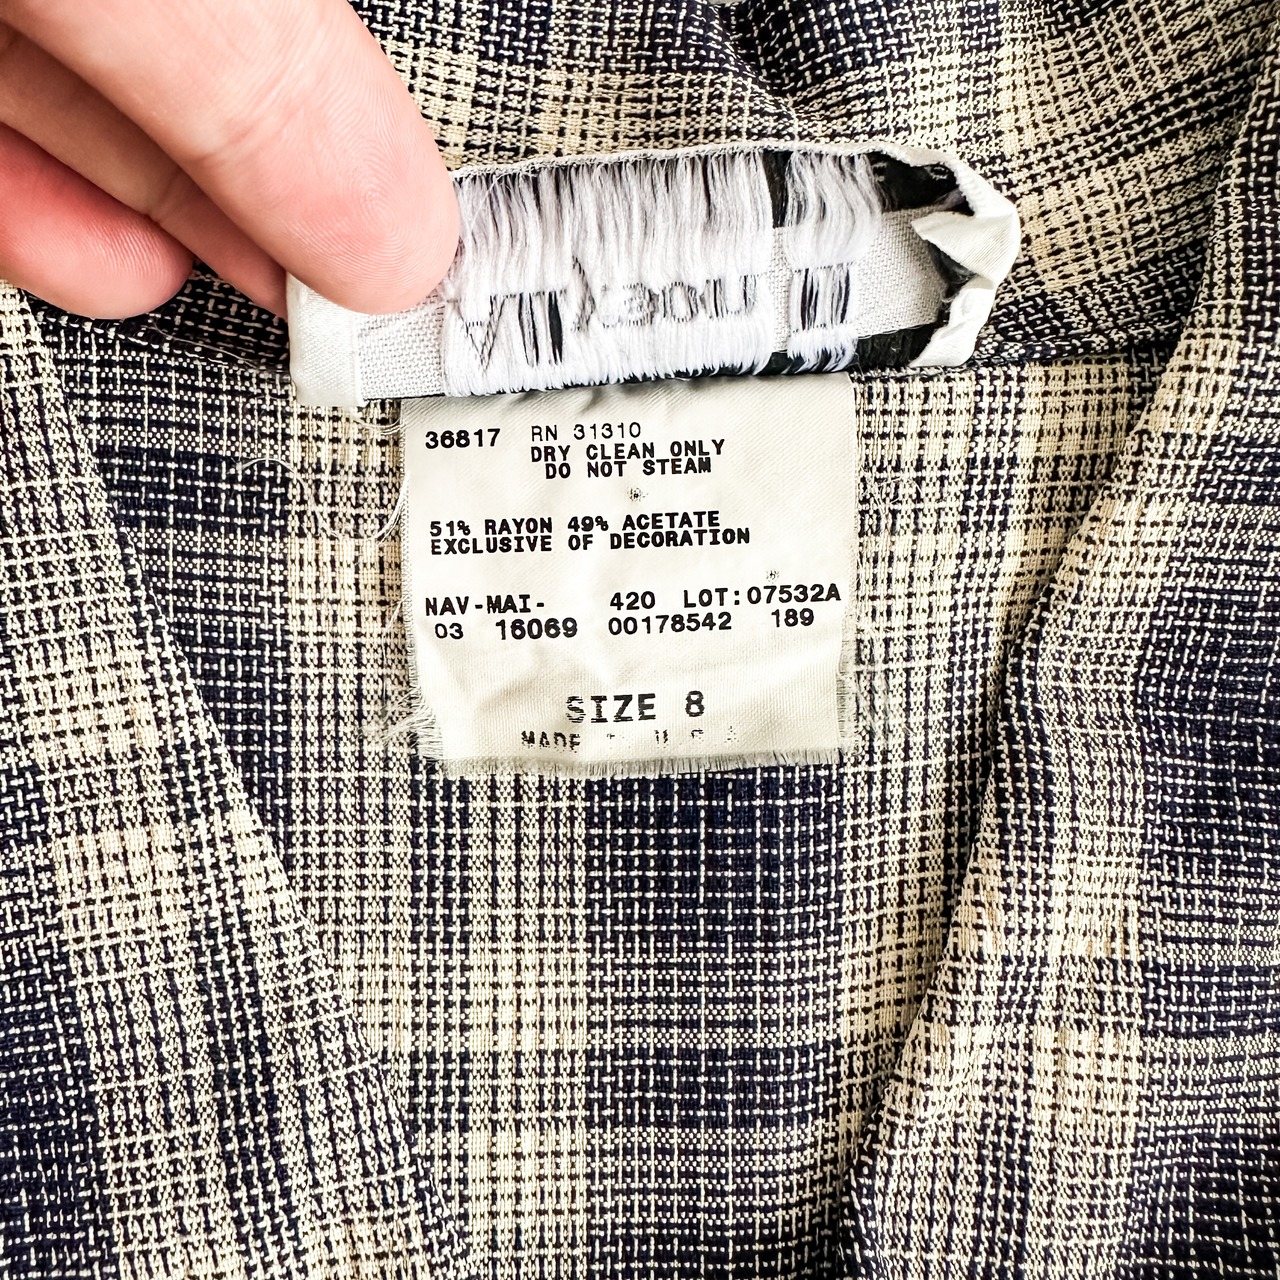 36817 RN 31310
DRY CLEAN ONLY
DO NOT STEAM
51% RAYON 49% ACETATE
EXCLUSIVE OF DECORATION
NAV-MAI- 420 LOT:07532A
03 16069 00178542 189
SIZE 8
MADE U S A